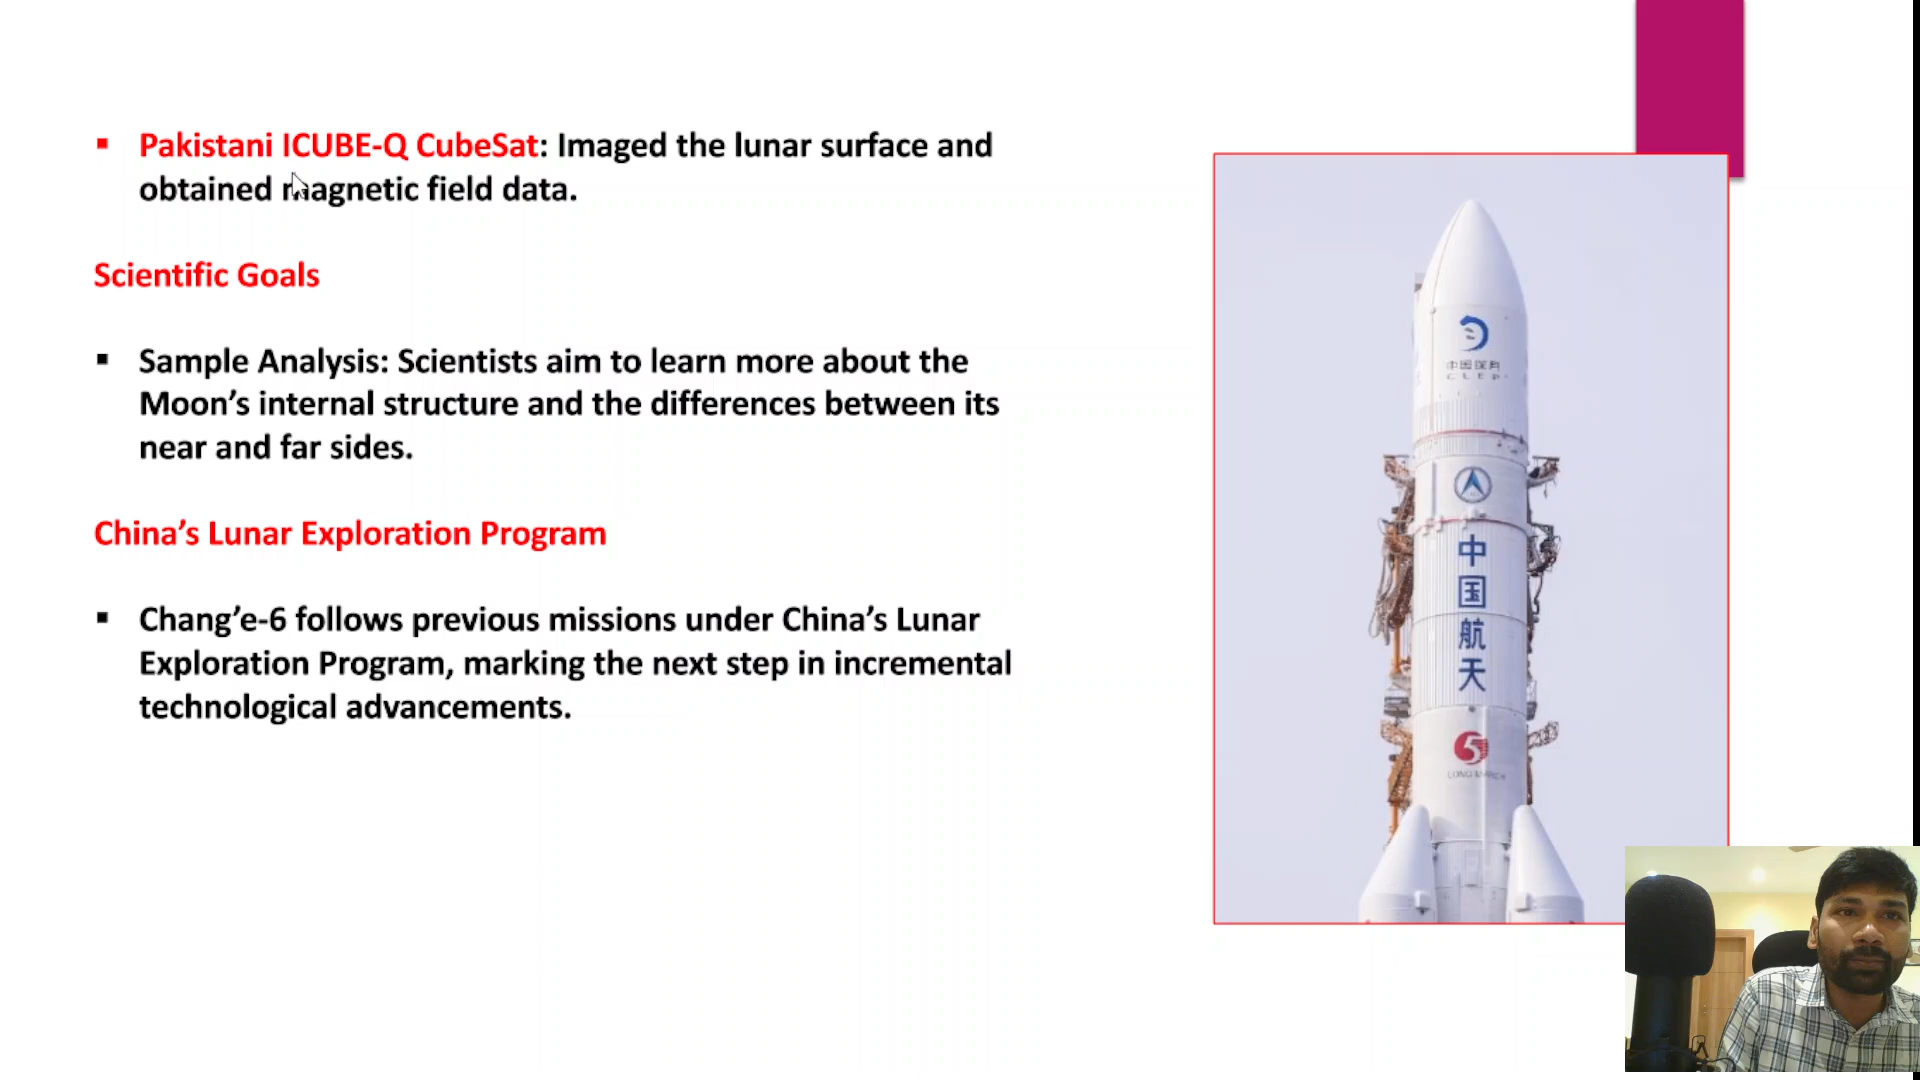 ▪ Pakistani ICUBE-Q CubeSat: Imaged the lunar surface and
obtained magnetic field data.
Scientific Goals
▪ Sample Analysis: Scientists aim to learn more about the
Moon’s internal structure and the differences between its
near and far sides.
China’s Lunar Exploration Program
▪ Chang’e-6 follows previous missions under China’s Lunar
Exploration Program, marking the next step in incremental
technological advancements.
中国探月
CLEP
中
国
航
天
5
LONG MARCH